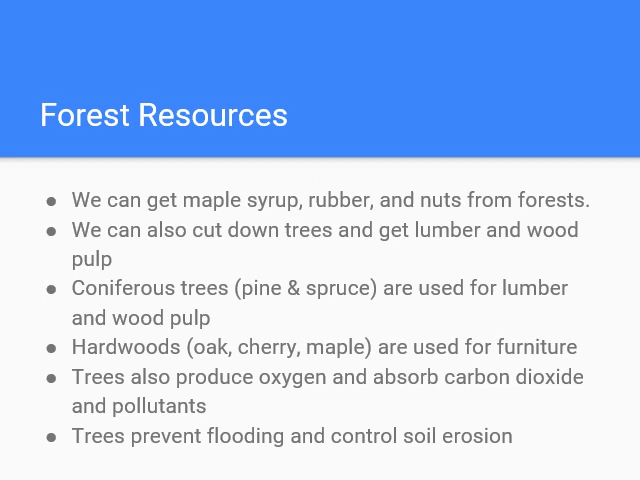 Forest Resources
● We can get maple syrup, rubber, and nuts from forests.
● We can also cut down trees and get lumber and wood
pulp
● Coniferous trees (pine & spruce) are used for lumber
and wood pulp
● Hardwoods (oak, cherry, maple) are used for furniture
● Trees also produce oxygen and absorb carbon dioxide
and pollutants
● Trees prevent flooding and control soil erosion